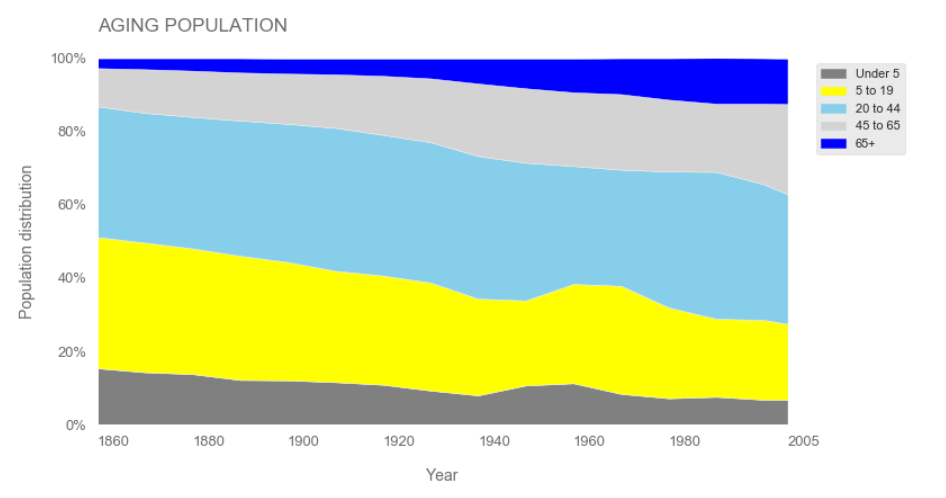 AGING POPULATION
100%
80%
60%
40%
20%
0%
Population distribution
1860 1880 1900 1920 1940 1960 1980 2005
Year
Under 5
5 to 19
20 to 44
45 to 65
65+